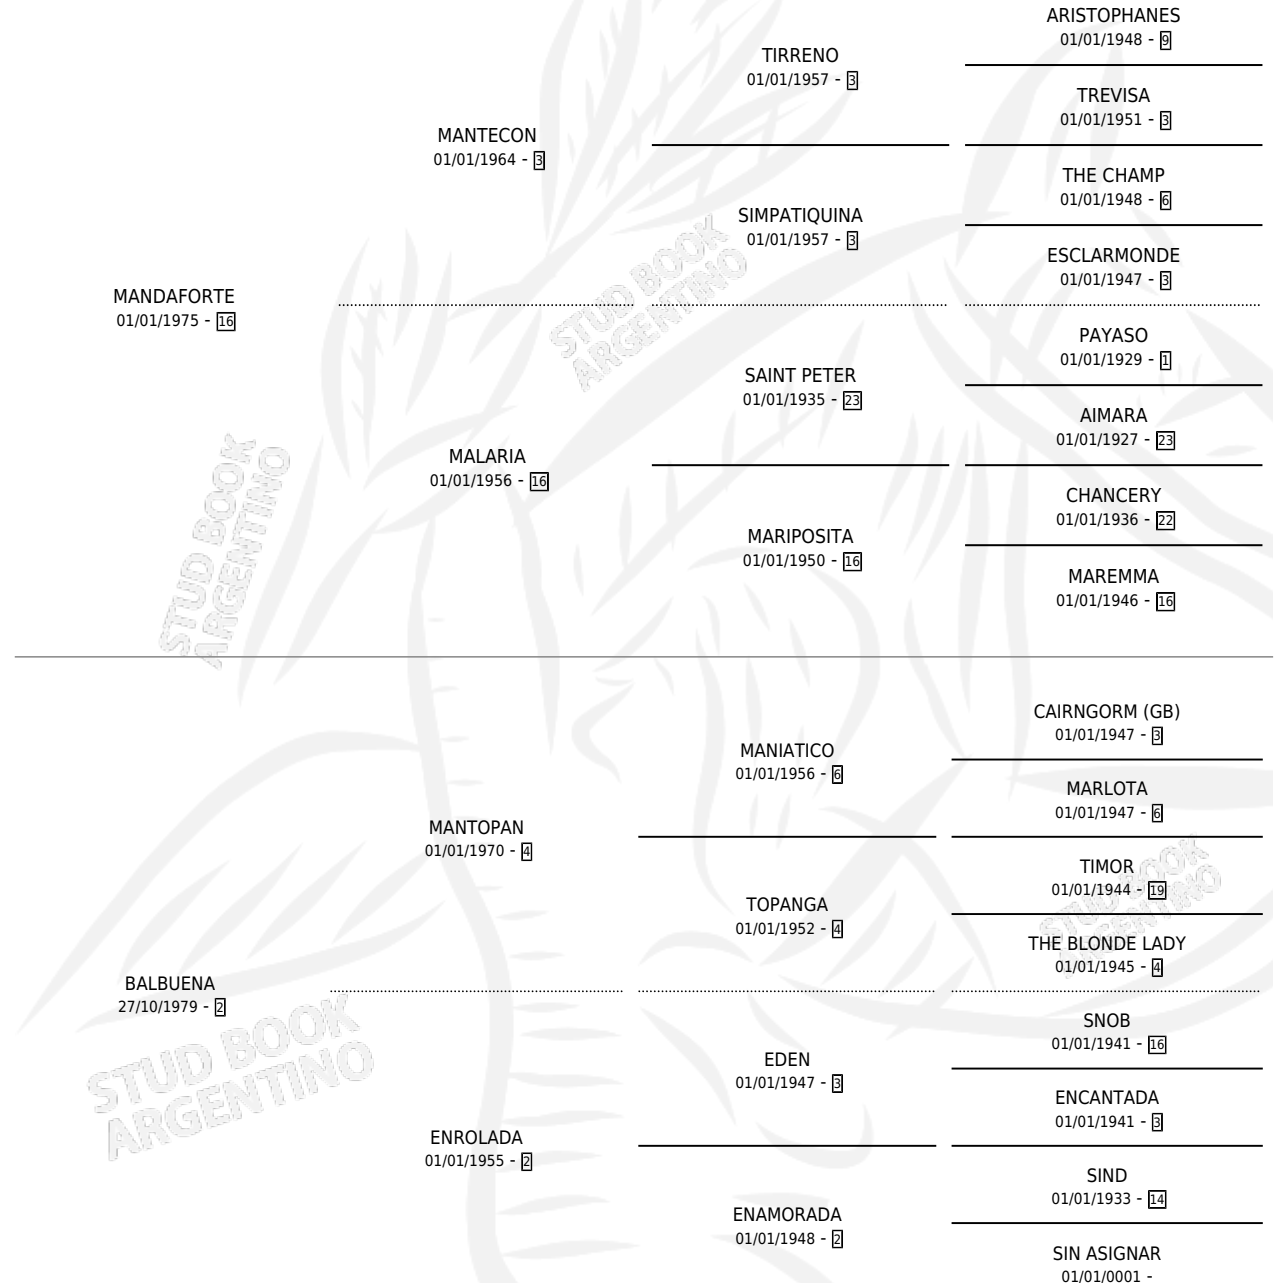 ARISTOPHANES
01/01/1948 - 9
TIRRENO
01/01/1957 - 3
TREVISA
01/01/1951 - 3
MANTECON
01/01/1964 - 3
THE CHAMP
01/01/1948 - 6
SIMPATIQUINA
01/01/1957 - 3
ESCLARMONDE
01/01/1947 - 3
MANDAFORTE
01/01/1975 - 16
STUD BOOK
ARGENTINO
PAYASO
01/01/1929 - 1
SAINT PETER
01/01/1935 - 23
AIMARA
01/01/1927 - 23
MALARIA
01/01/1956 - 16
CHANCERY
01/01/1936 - 22
MARIPOSITA
01/01/1950 - 16
MAREMMA
01/01/1946 - 16
STUD BOOK
ARGENTINO
CAIRNGORM (GB)
01/01/1947 - 3
MANIATICO
01/01/1956 - 6
MARLOTA
01/01/1947 - 6
MANTOPAN
01/01/1970 - 4
TIMOR
01/01/1944 - 19
TOPANGA
01/01/1952 - 4
THE BLONDE LADY
01/01/1945 - 4
STUD BOOK
ARGENTINO
BALBUENA
27/10/1979 - 2
SNOB
01/01/1941 - 16
EDEN
01/01/1947 - 3
ENCANTADA
01/01/1941 - 3
STUD BOOK
ARGENTINO
ENROLADA
01/01/1955 - 2
SIND
01/01/1933 - 14
ENAMORADA
01/01/1948 - 2
SIN ASIGNAR
01/01/0001 -